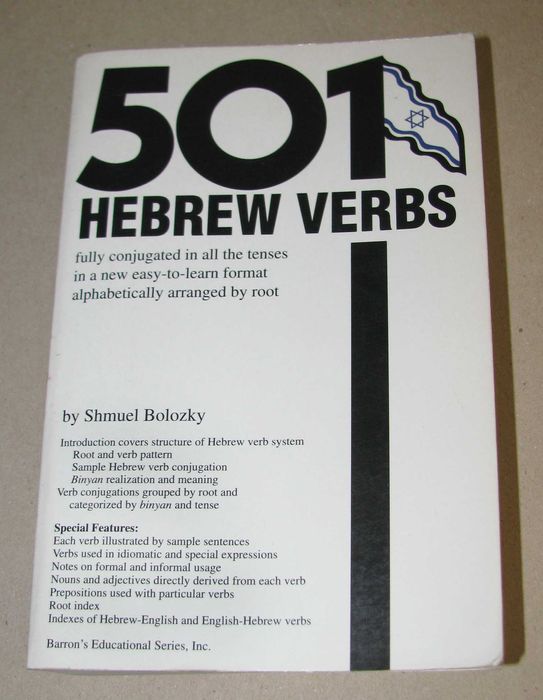 501
HEBREW VERBS
fully conjugated in all the tenses
in a new easy-to-learn format
alphabetically arranged by root
by Shmuel Bolozky
Introduction covers structure of Hebrew verb system
Root and verb pattern
Sample Hebrew verb conjugation
Binyan realization and meaning
Verb conjugations grouped by root and
categorized by binyan and tense
Special Features:
Each verb illustrated by sample sentences
Verbs used in idiomatic and special expressions
Notes on formal and informal usage
Nouns and adjectives directly derived from each verb
Prepositions used with particular verbs
Root index
Indexes of Hebrew-English and English-Hebrew verbs
Barron's Educational Series, Inc.